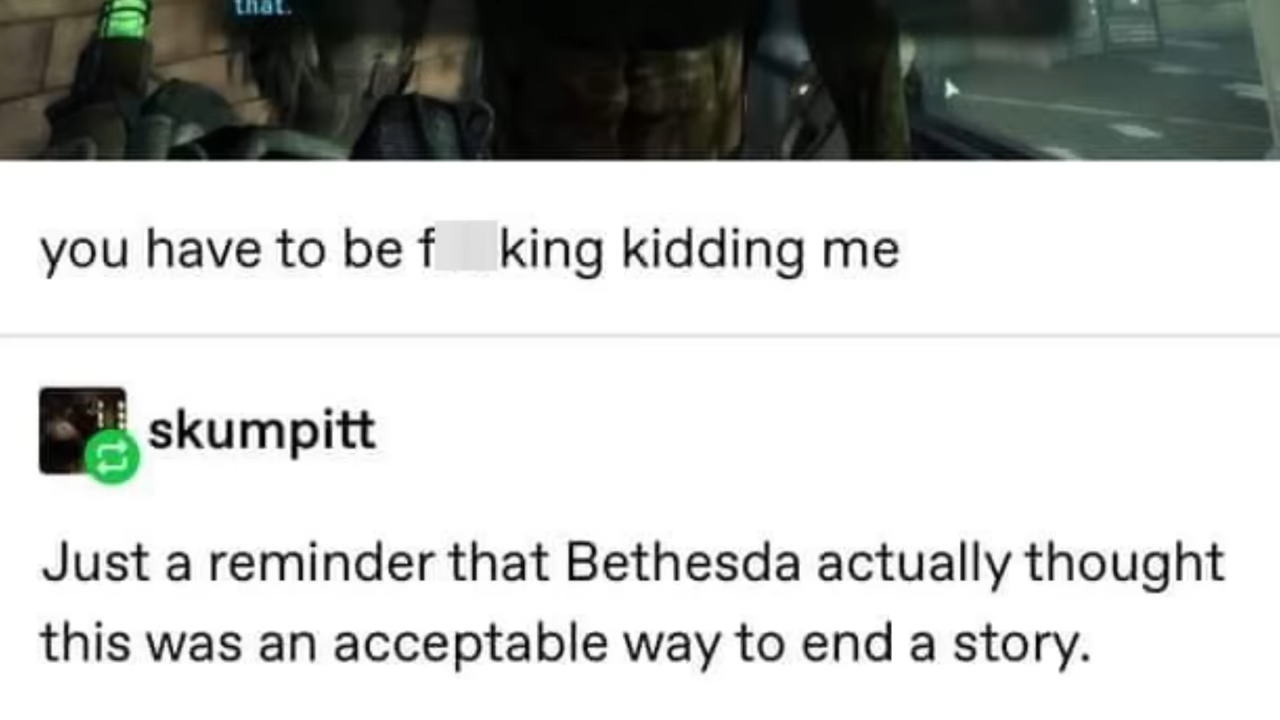 that.
you have to be f king kidding me
skumpitt
Just a reminder that Bethesda actually thought
this was an acceptable way to end a story.